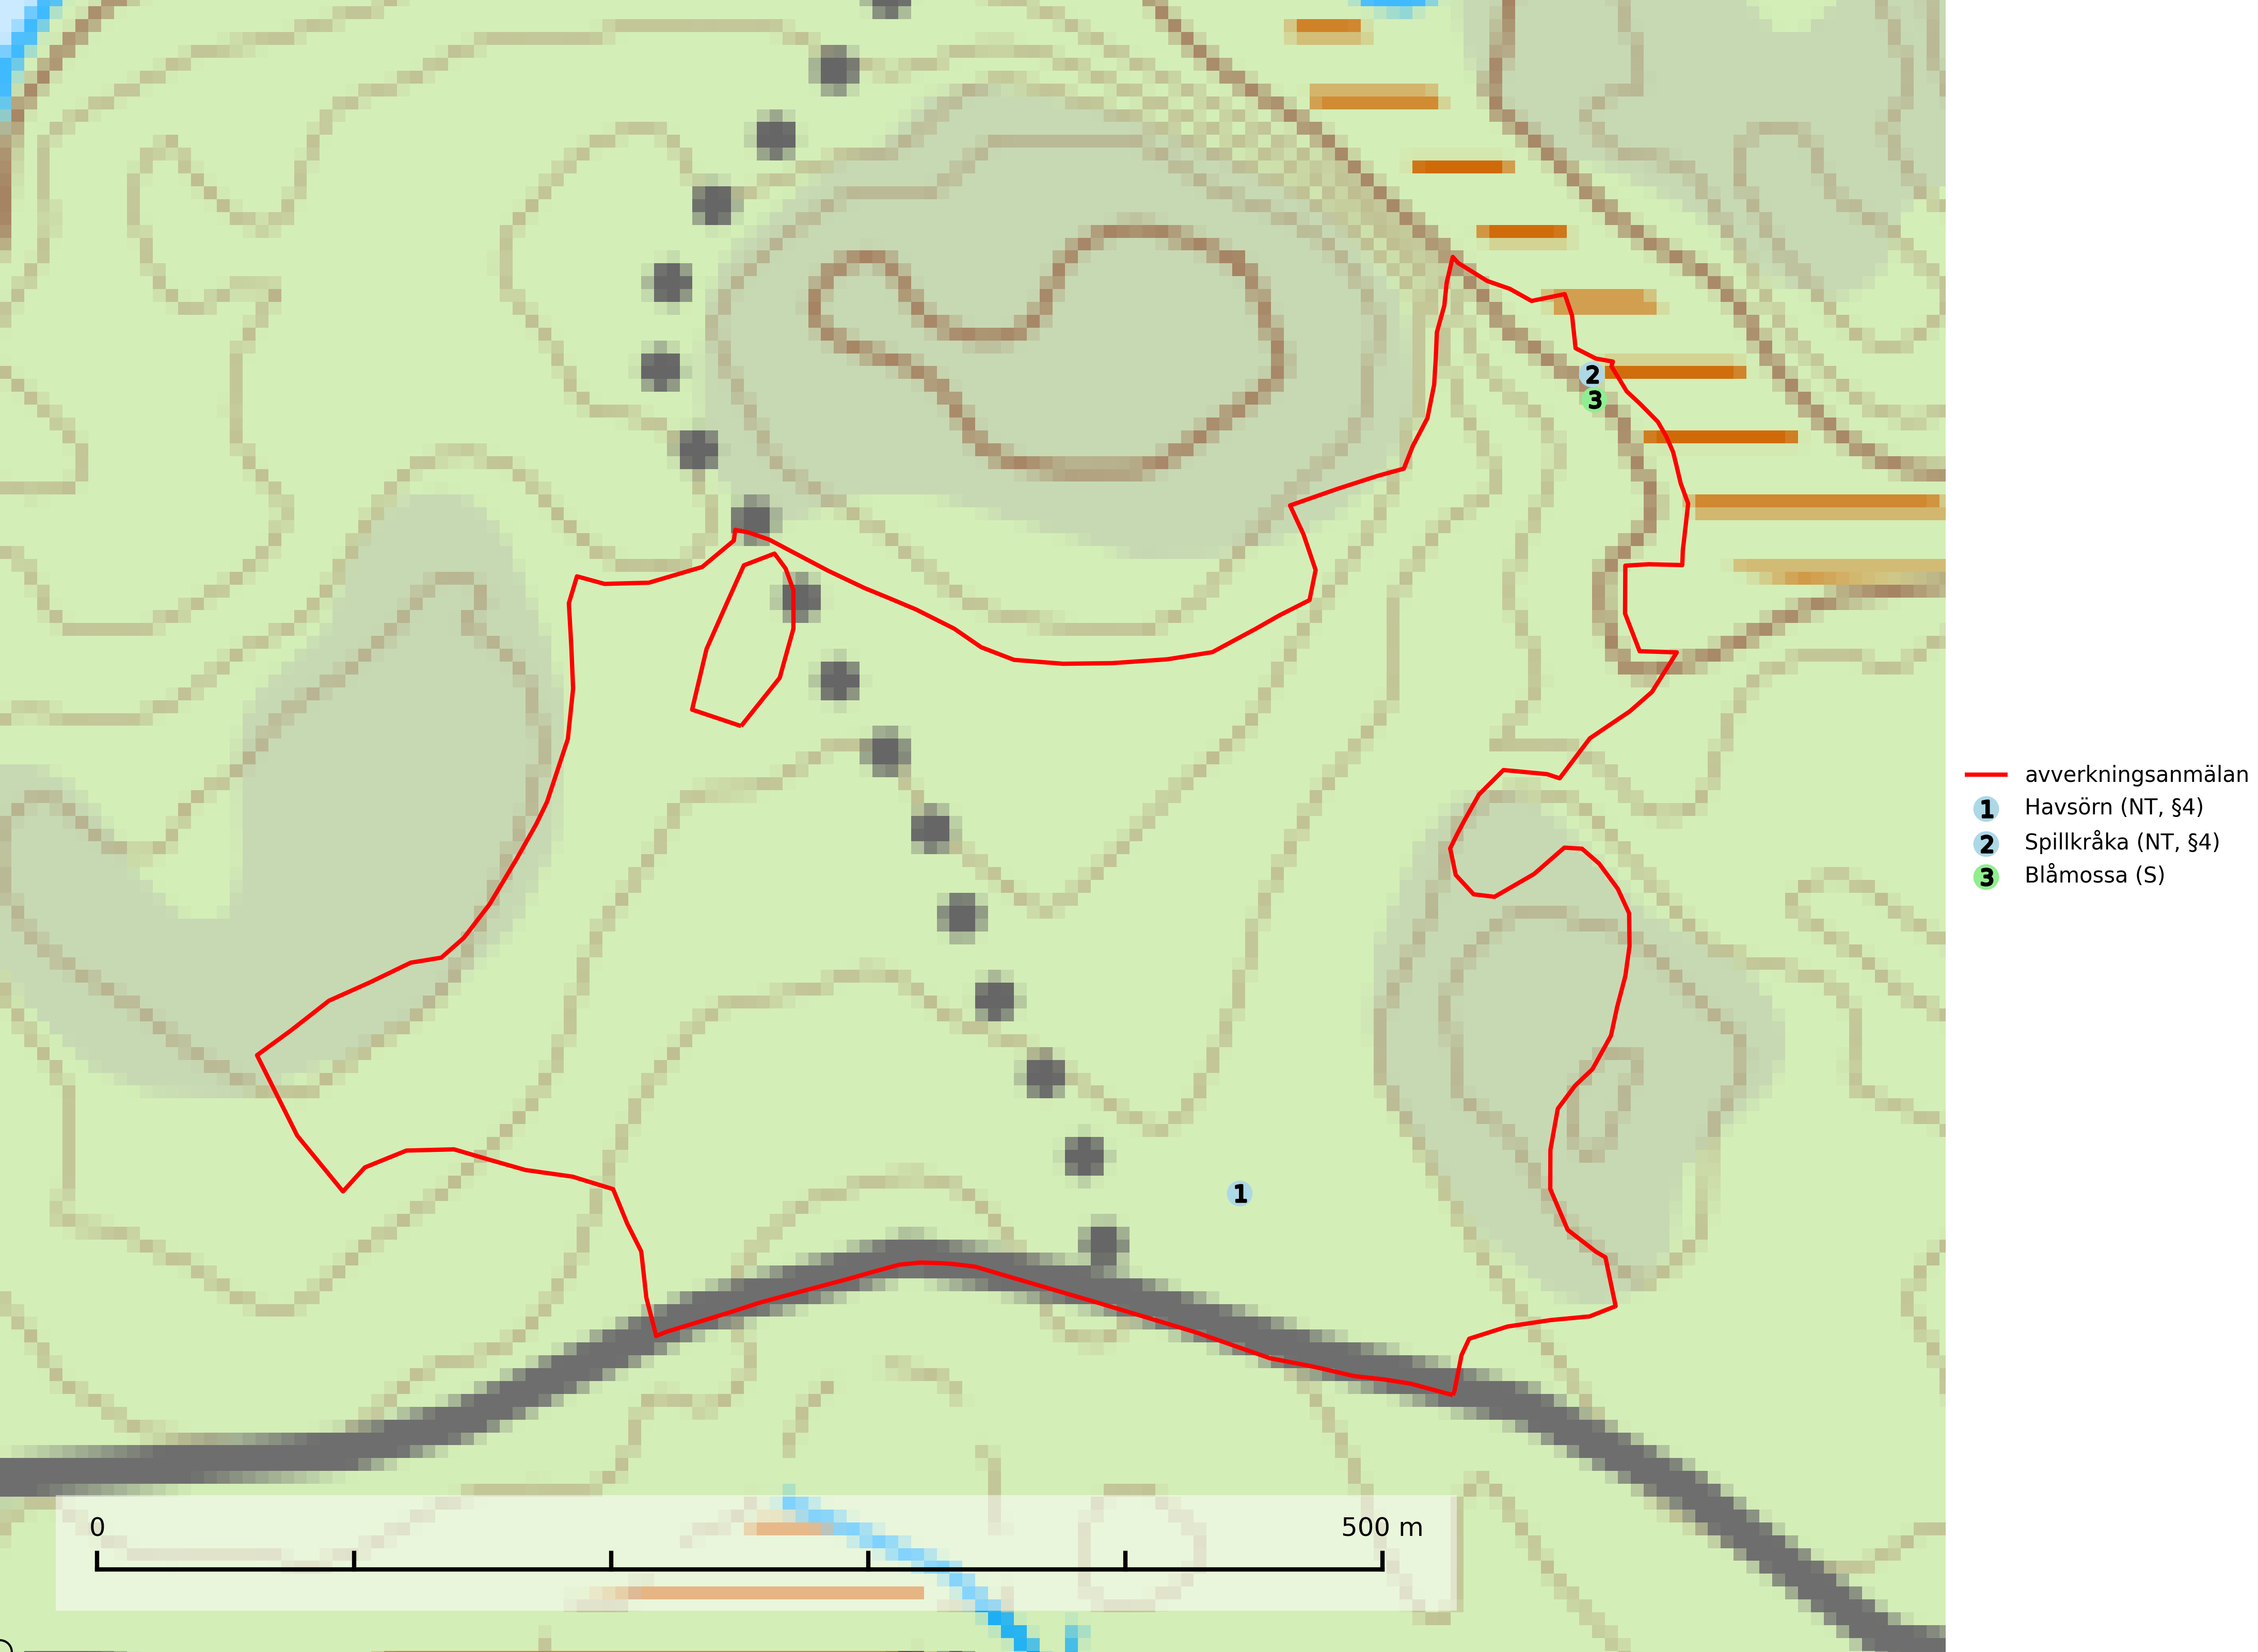 2
3
1
avverkningsanmälan
1 Havsörn (NT, §4)
2 Spillkråka (NT, §4)
3 Blåmossa (S)
0 500 m